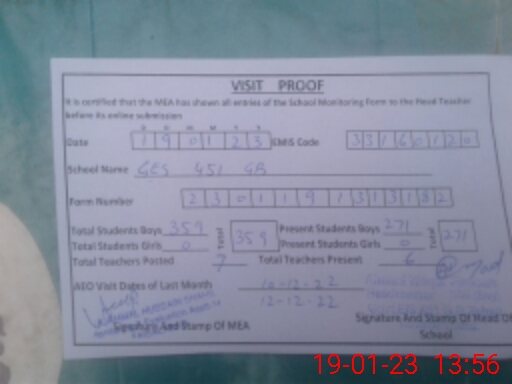 VISIT PROOF
It is certified that the MEA has shown all entries of the School Monitoring Form to the Head Teacher
before its online submission
D D M M Y Y
Date 1 9 0 1 2 3 EMIS Code 3 3 1 6 0 1 2 0
School Name GES 451 GB
Form Number 2 3 0 1 1 9 1 3 1 3 1 8 2
Total Students Boys 359 Total 359 Present Students Boys 271 Total 271
Total Students Girls 0 Present Students Girls 0
Total Teachers Posted 7 Total Teachers Present 6
AEO Visit Dates of Last Month 10-12-22
12-12-22
Signature And Stamp Of MEA Signature And Stamp Of Head Of
School
19-01-23 13:56